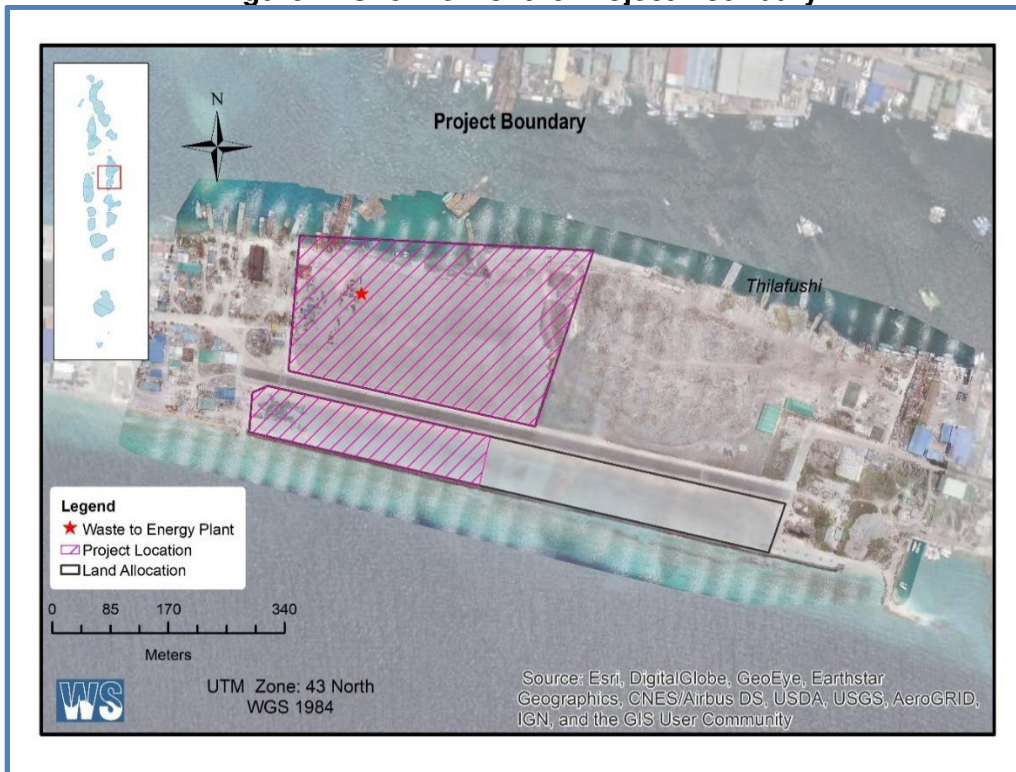 N
Project Boundary
Thilafushi
Legend
Waste to Energy Plant
Project Location
Land Allocation
0 85 170 340
Meters
WS
UTM Zone: 43 North
WGS 1984
Source: Esri, DigitalGlobe, GeoEye, Earthstar
Geographics, CNES/Airbus DS, USDA, USGS, AeroGRID,
IGN, and the GIS User Community